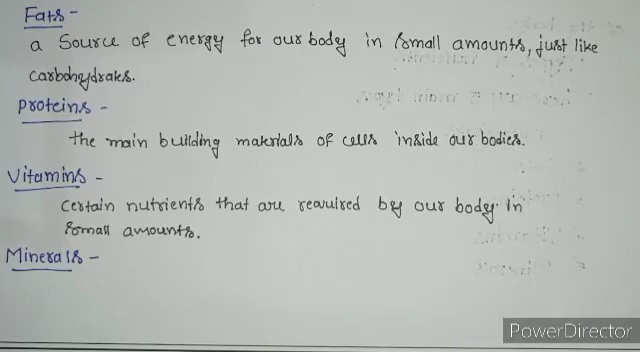 Fats -
a Source of energy for our body in small amounts, just like
carbohydrates.
proteins -
the main building materials of cells inside our bodies.
Vitamins -
Certain nutrients that are required by our body in
small amounts.
Minerals -
PowerDirector